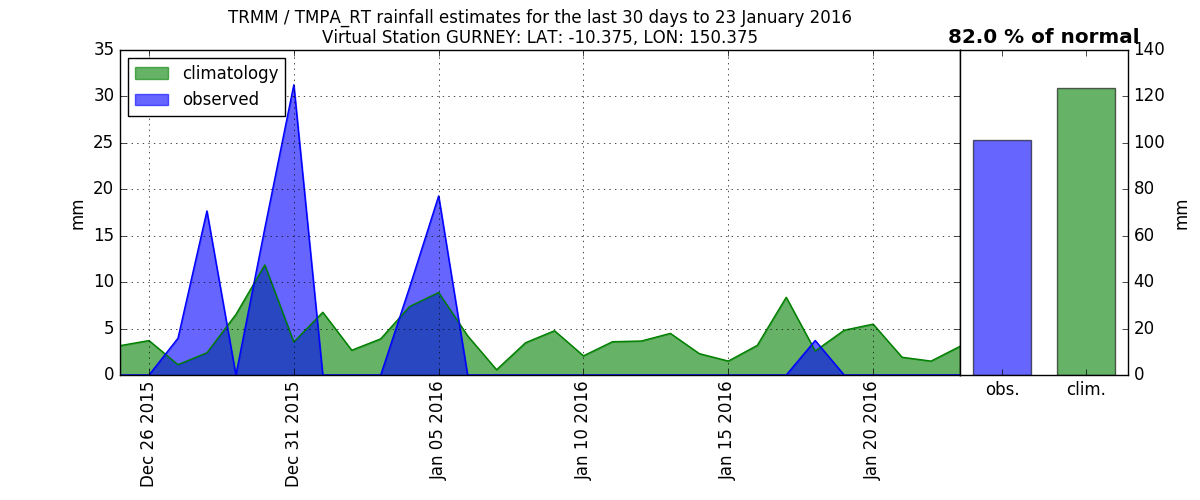 TRMM / TMPA_RT rainfall estimates for the last 30 days to 23 January 2016
Virtual Station GURNEY: LAT: -10.375, LON: 150.375
82.0 % of normal
climatology
observed
mm
35
30
25
20
15
10
5
0
Dec 26 2015
Dec 31 2015
Jan 05 2016
Jan 10 2016
Jan 15 2016
Jan 20 2016
140
120
100
80
60
40
20
0
mm
obs.
clim.